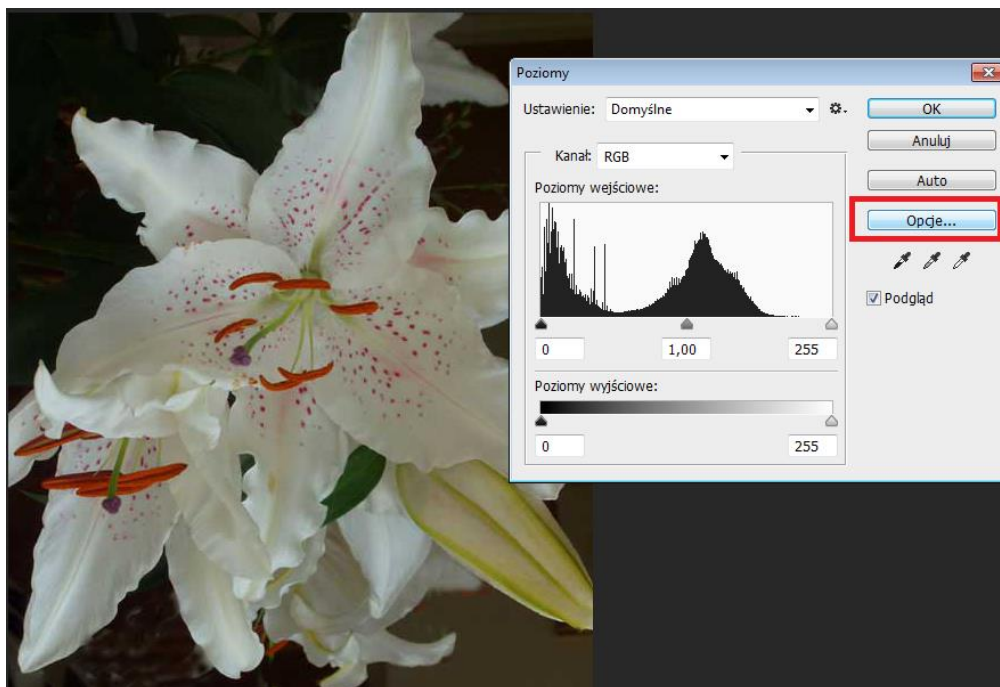 Poziomy
Ustawienie: Domyślne
OK
Anuluj
Kanał: RGB
Auto
Poziomy wejściowe:
Opcje...
Podgląd
0 1,00 255
Poziomy wyjściowe:
0 255